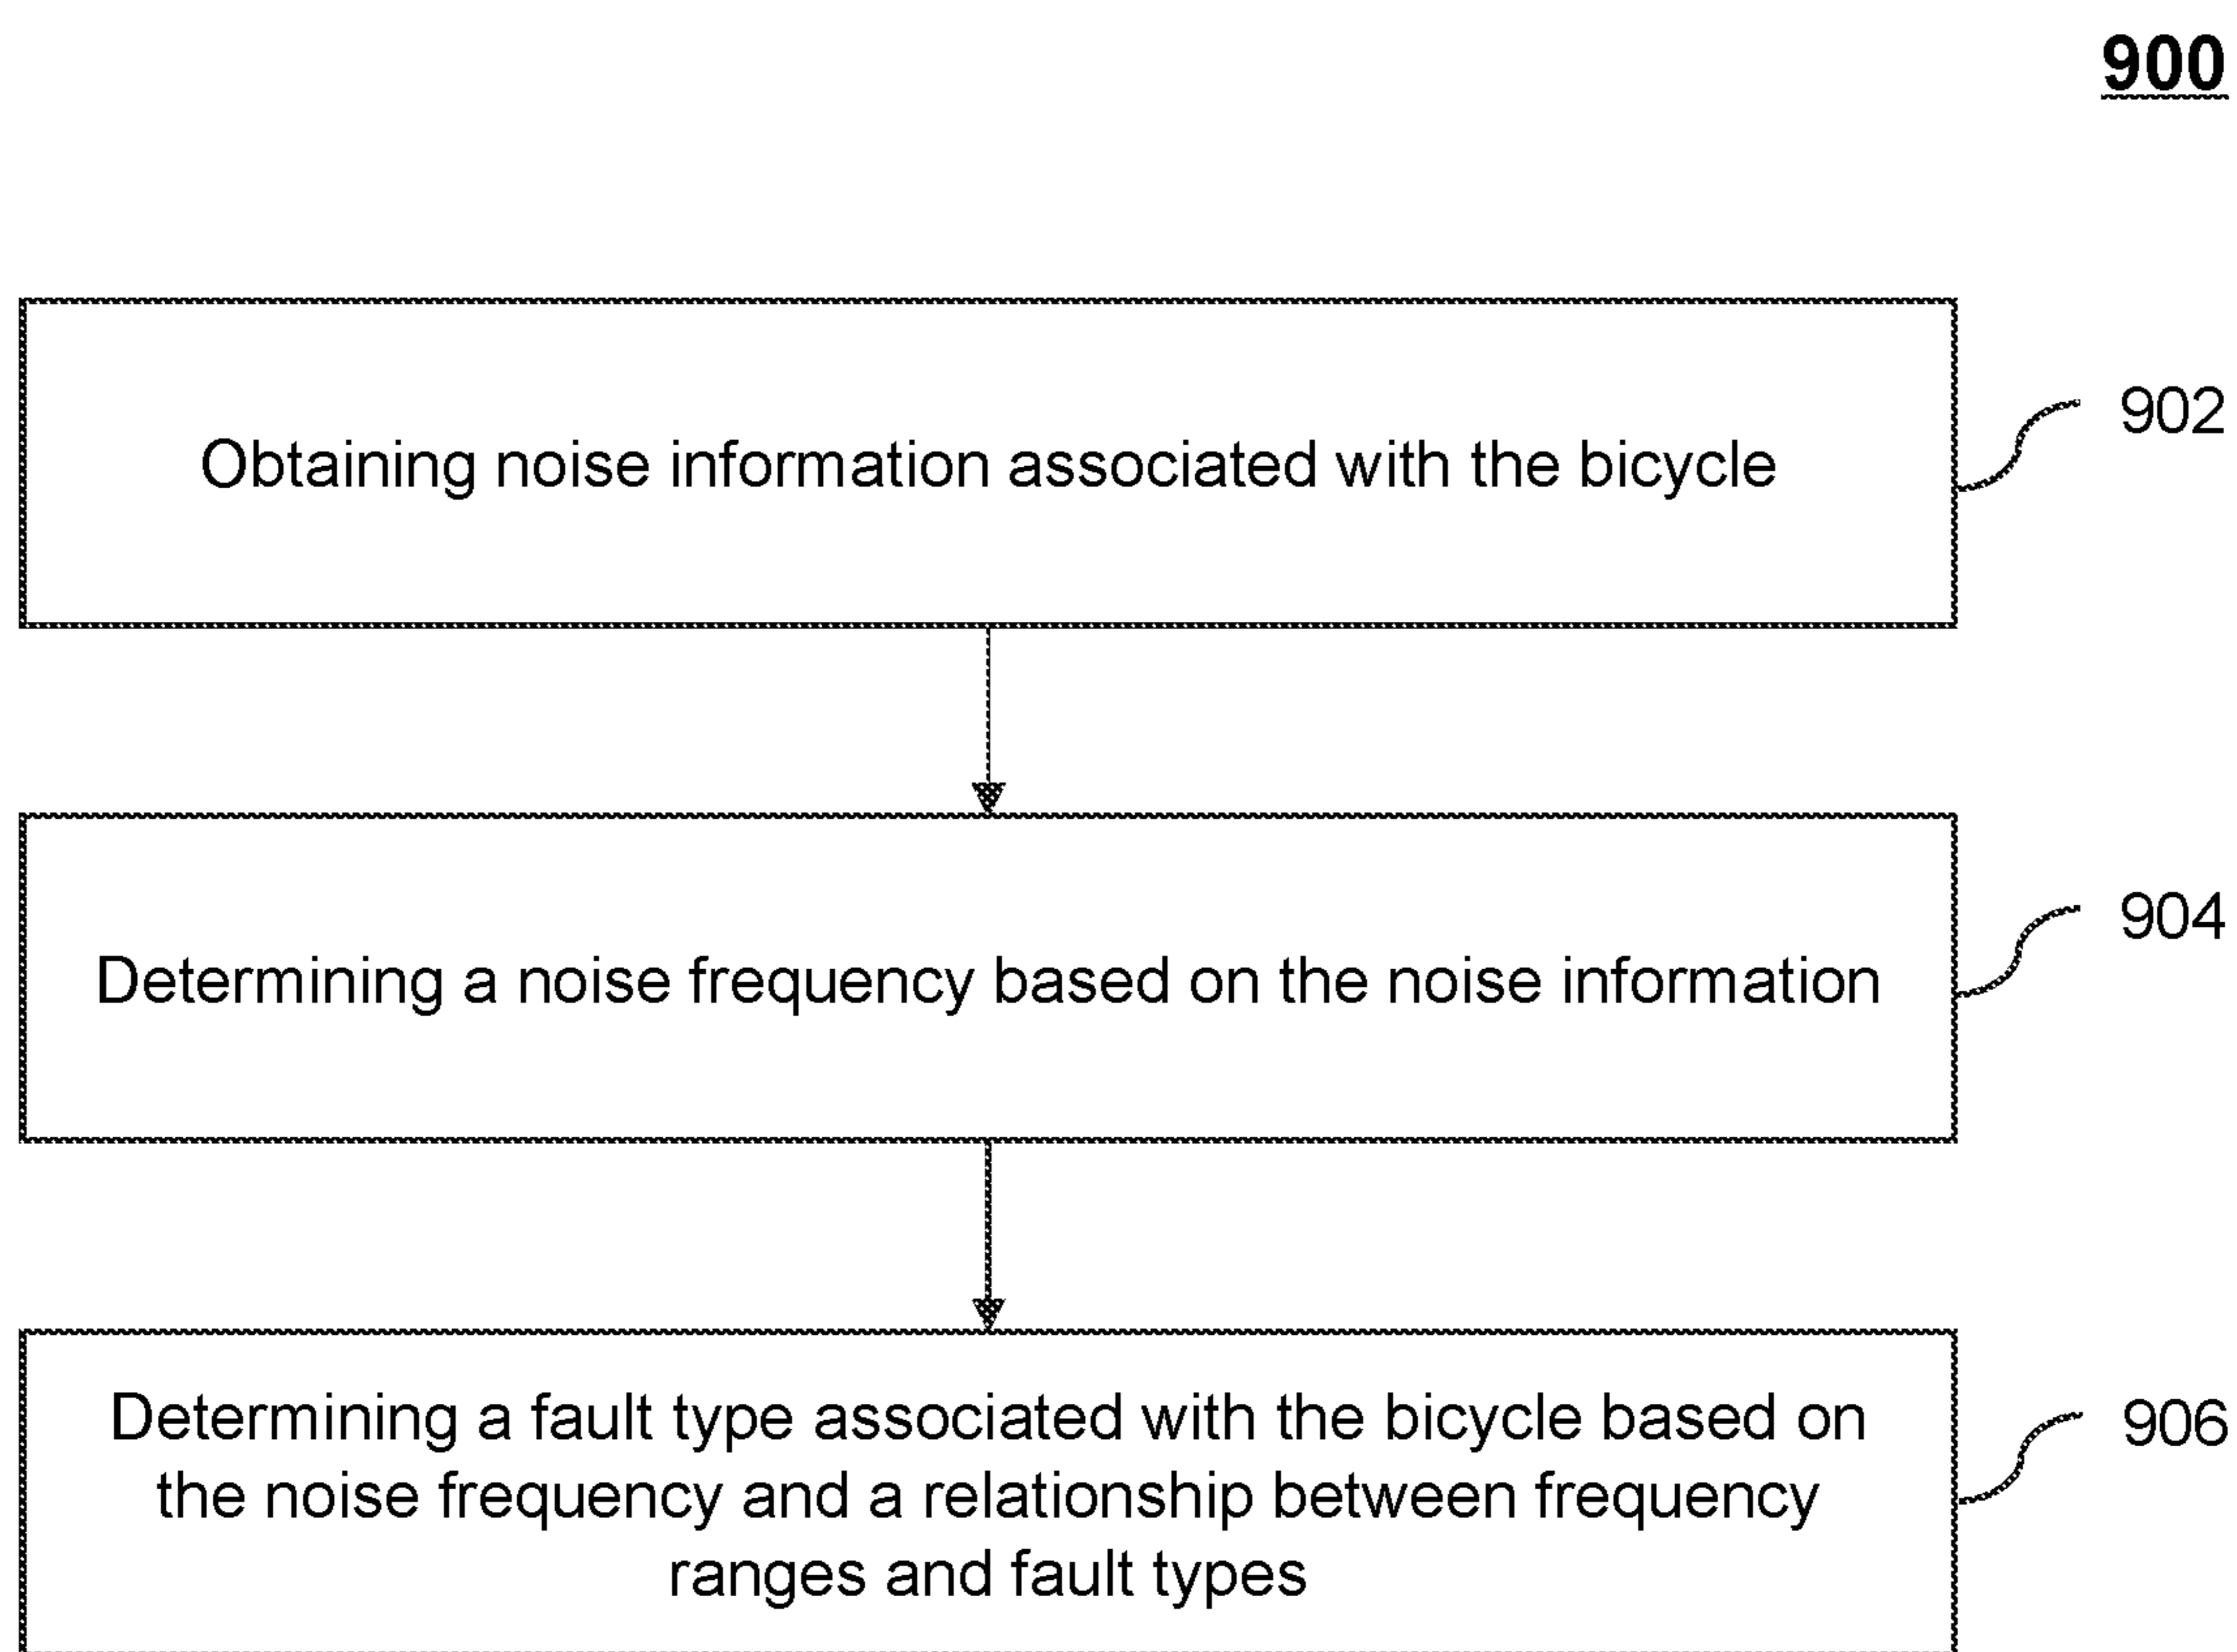 900
Obtaining noise information associated with the bicycle
902
Determining a noise frequency based on the noise information
904
Determining a fault type associated with the bicycle based on
the noise frequency and a relationship between frequency
ranges and fault types
906